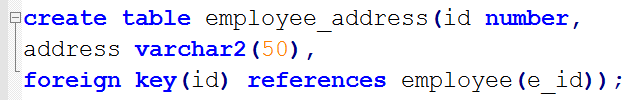 create table employee_address(id number,
address varchar2(50),
foreign key(id) references employee(e_id));